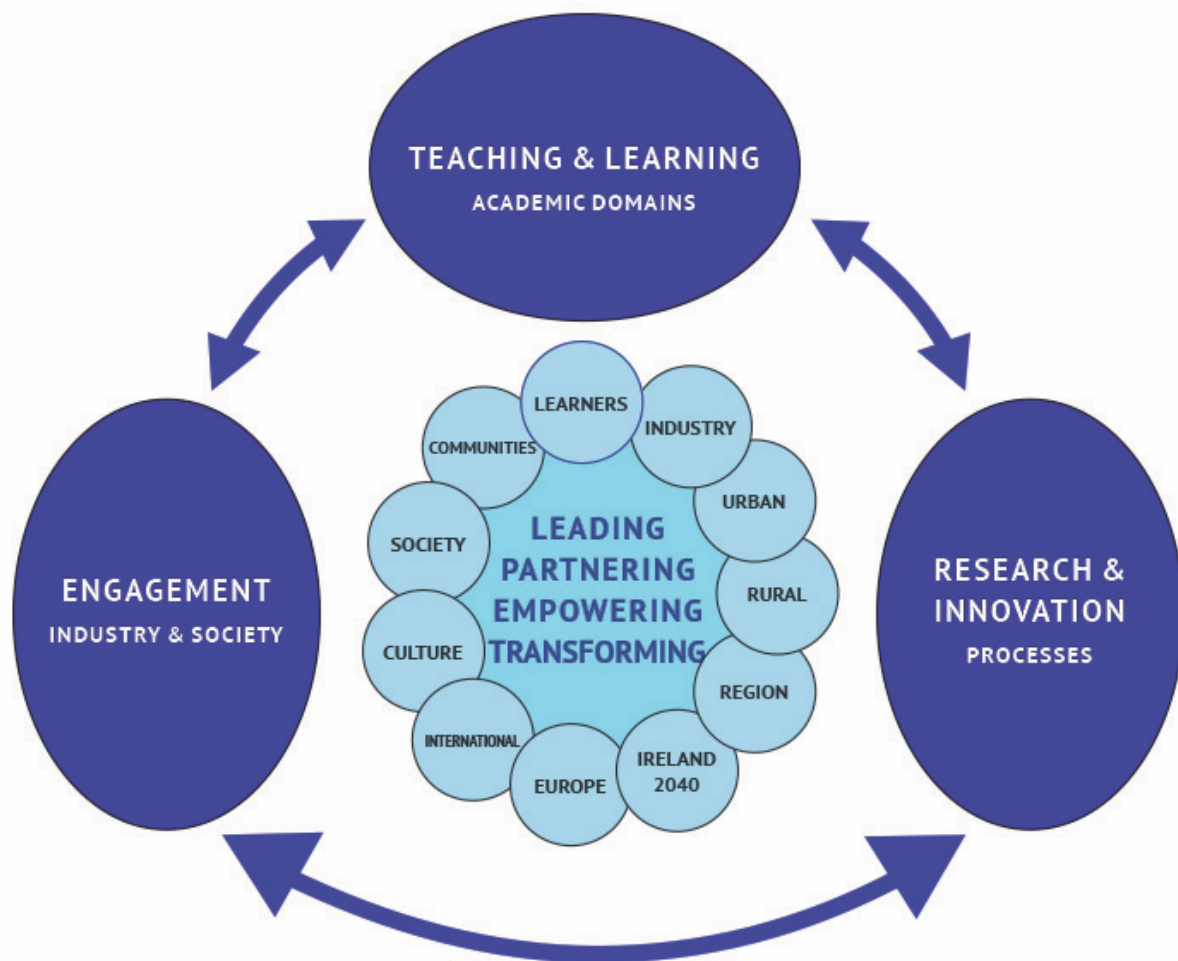 TEACHING & LEARNING
ACADEMIC DOMAINS
LEARNERS
INDUSTRY
COMMUNITIES
URBAN
SOCIETY
LEADING
PARTNERING
EMPOWERING
TRANSFORMING
RURAL
CULTURE
REGION
INTERNATIONAL
EUROPE
IRELAND
2040
ENGAGEMENT
INDUSTRY & SOCIETY
RESEARCH &
INNOVATION
PROCESSES